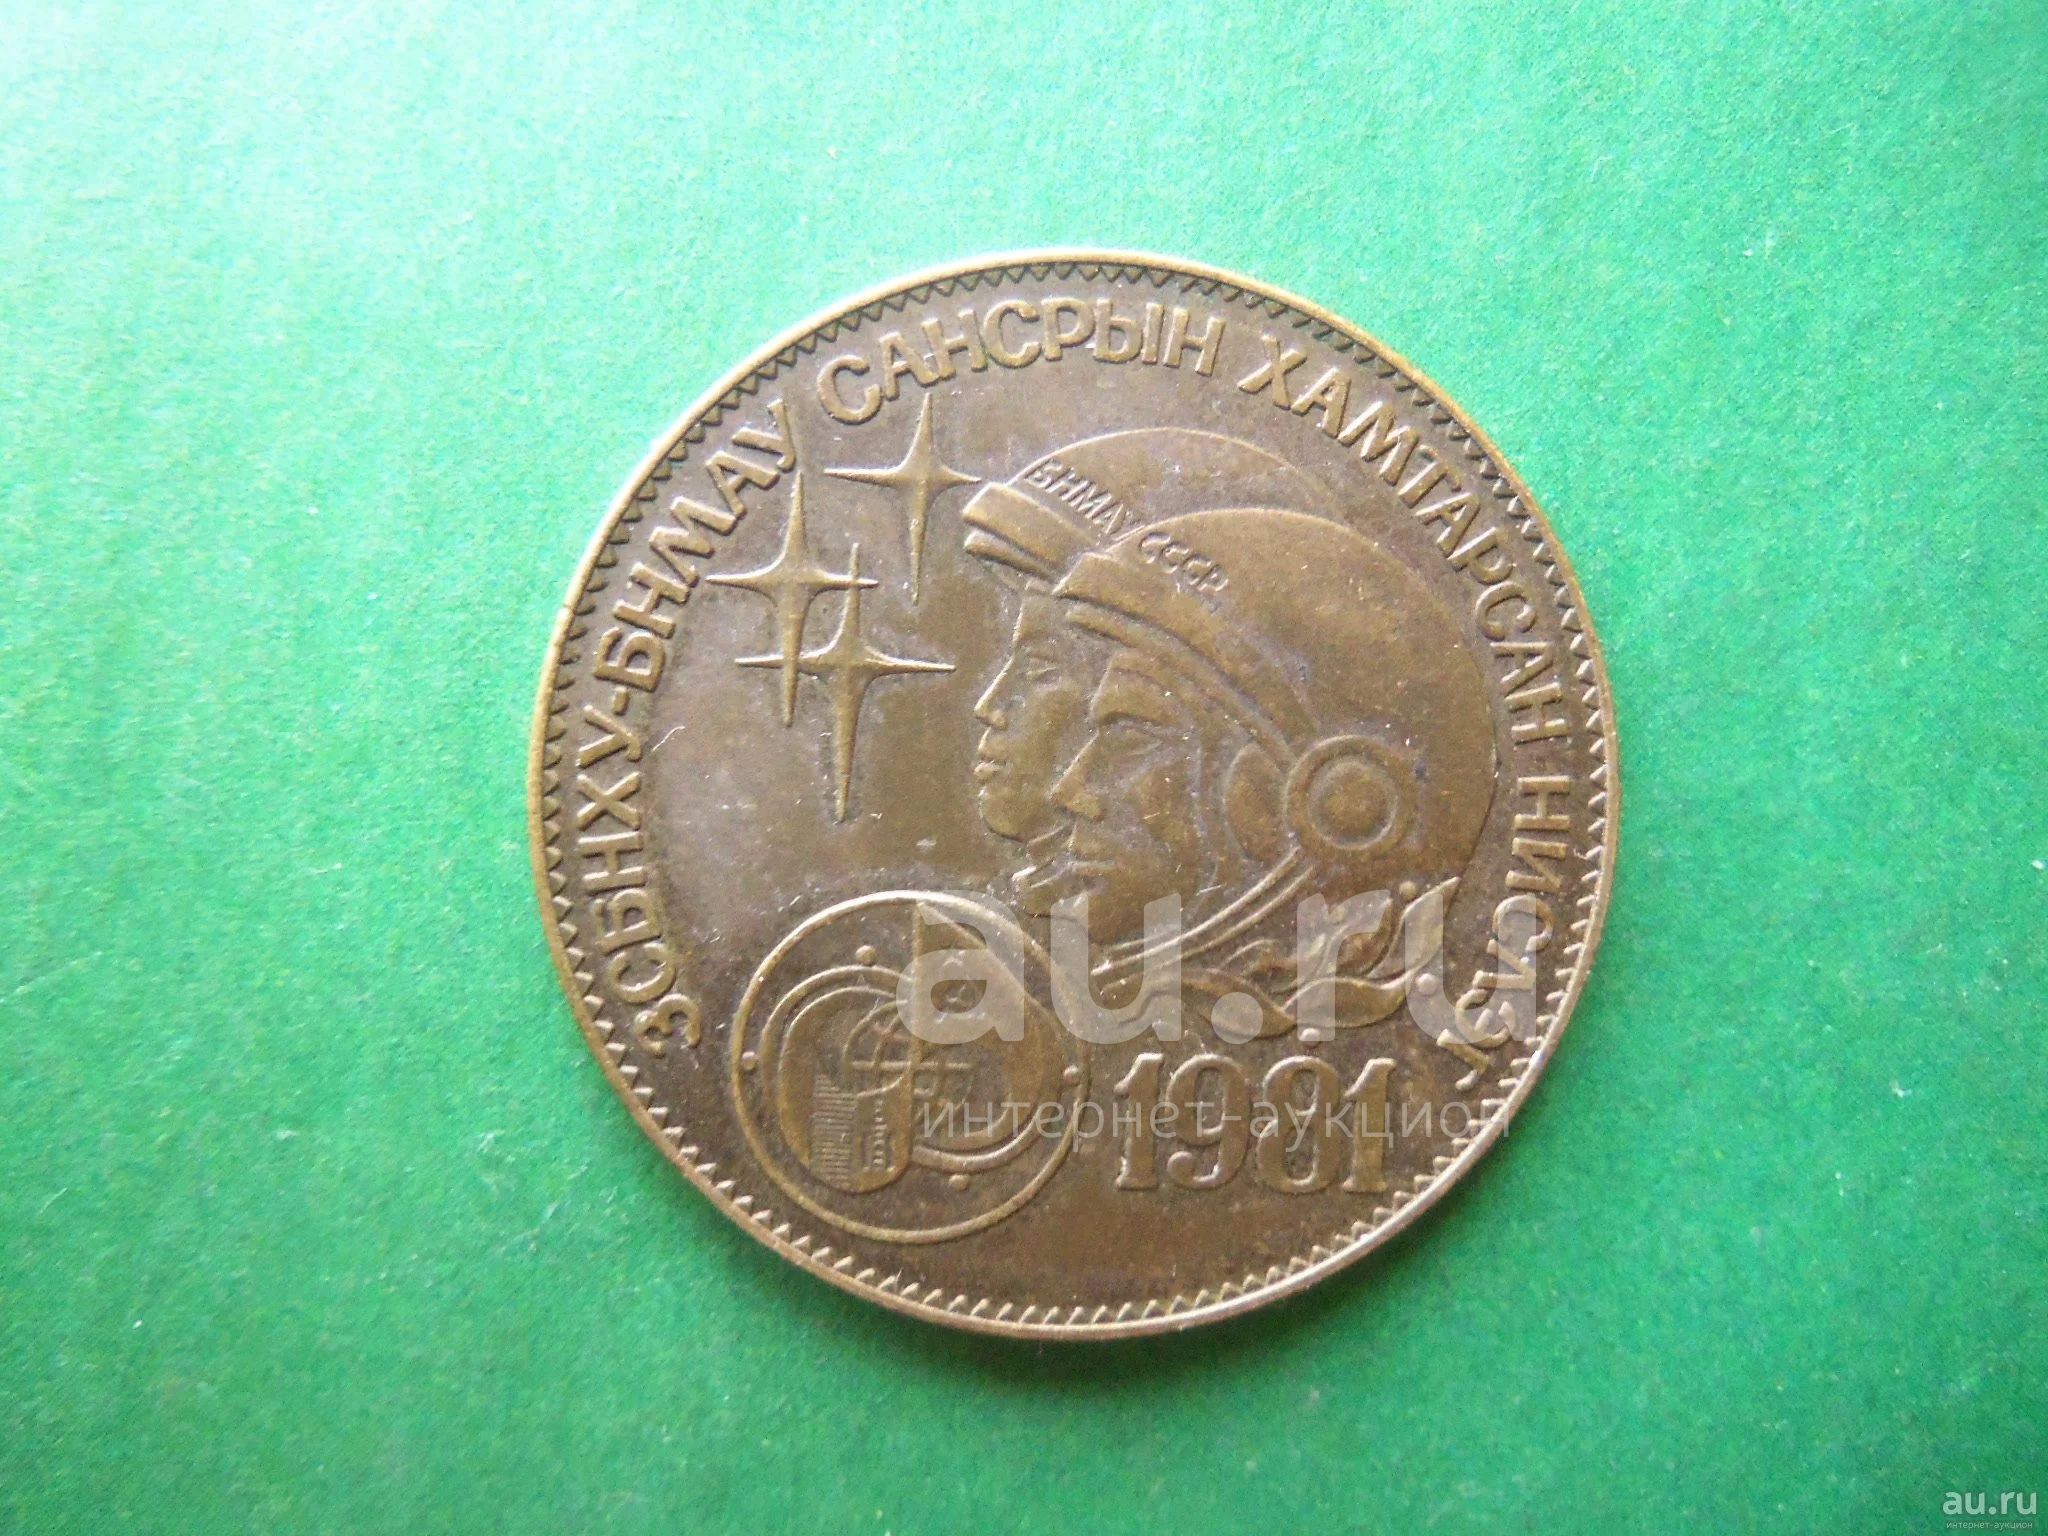 ЗСБНХУ-БНМАУ САНСРЫН ХАМТАРСАН НИСЛЭГ
БНМАУ
СССР
1981
au.ru
интернет-аукцион
au.ru
интернет-аукцион